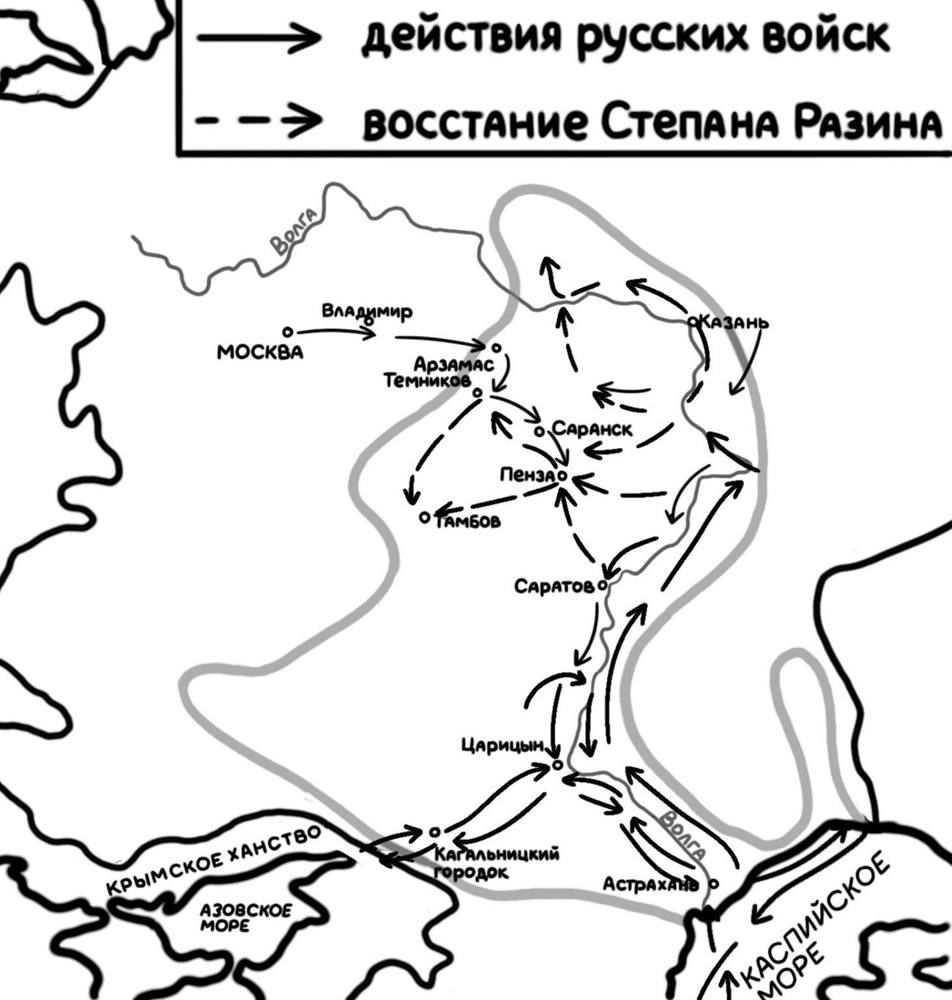 действия русских войск
восстание Степана Разина
Волга
Владимир
МОСКВА
Казань
Арзамас
Темников
Саранск
Пенза
Тамбов
Саратов
Царицын
Волга
Крымское ханство
Кагальницкий
городок
Астрахань
Азовское
море
Каспийское
море